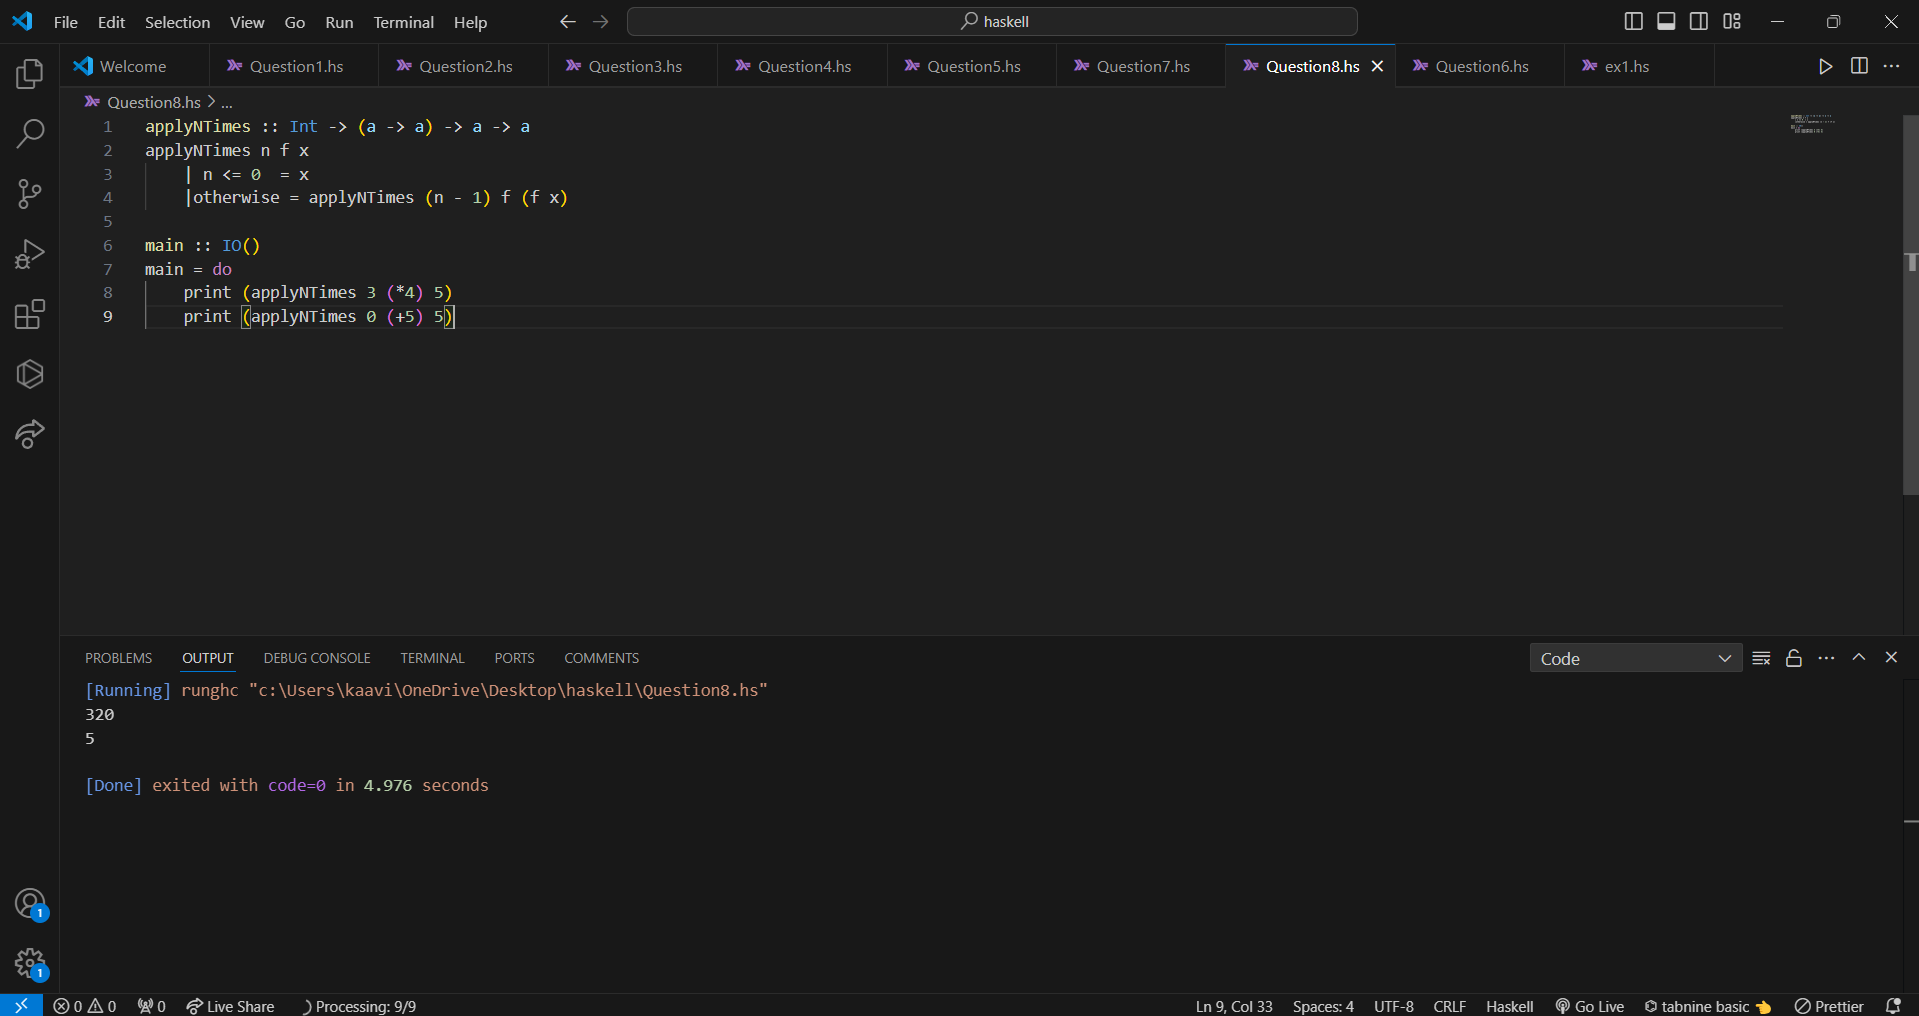 File Edit Selection View Go Run Terminal Help haskell
Welcome Question1.hs Question2.hs Question3.hs Question4.hs Question5.hs Question7.hs Question8.hs Question6.hs ex1.hs
Question8.hs > ...
1 applyNTimes :: Int -> (a -> a) -> a -> a
2 applyNTimes n f x
3     | n <= 0  = x
4     |otherwise = applyNTimes (n - 1) f (f x)
5
6 main :: IO()
7 main = do
8     print (applyNTimes 3 (*4) 5)
9     print (applyNTimes 0 (+5) 5)
PROBLEMS OUTPUT DEBUG CONSOLE TERMINAL PORTS COMMENTS Code
[Running] runghc "c:\Users\kaavi\OneDrive\Desktop\haskell\Question8.hs"
320
5
[Done] exited with code=0 in 4.976 seconds
1
1
0 0 0 Live Share Processing: 9/9 Ln 9, Col 33 Spaces: 4 UTF-8 CRLF Haskell Go Live tabnine basic 👈 Prettier